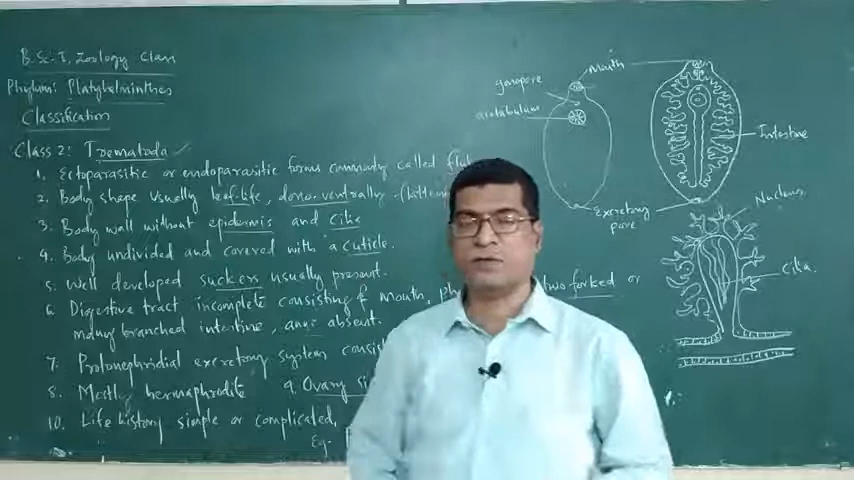 B.Sc-I, Zoology Class
Phylum: Platyhelminthes
Classification
Class 2: Trematoda
1. Ectoparasitic or endoparasitic forms commonly called
2. Body shape usually leaf-like, dorso-ventrally
3. Body wall without epidermis and cilia
4. Body undivided and covered with a cuticle.
5. Well developed suckers usually present.
6. Digestive tract incomplete consisting of mouth, two forked or
many branched intestine, anus absent.
7. Protonephridial excretory system
8. Mostly hermaphrodite 9. Ovary
10. Life history simple or complicated,
Eg.
Mouth
gonopore
acetabulum
Intestine
Excretory
pore
Nucleus
Cilia.